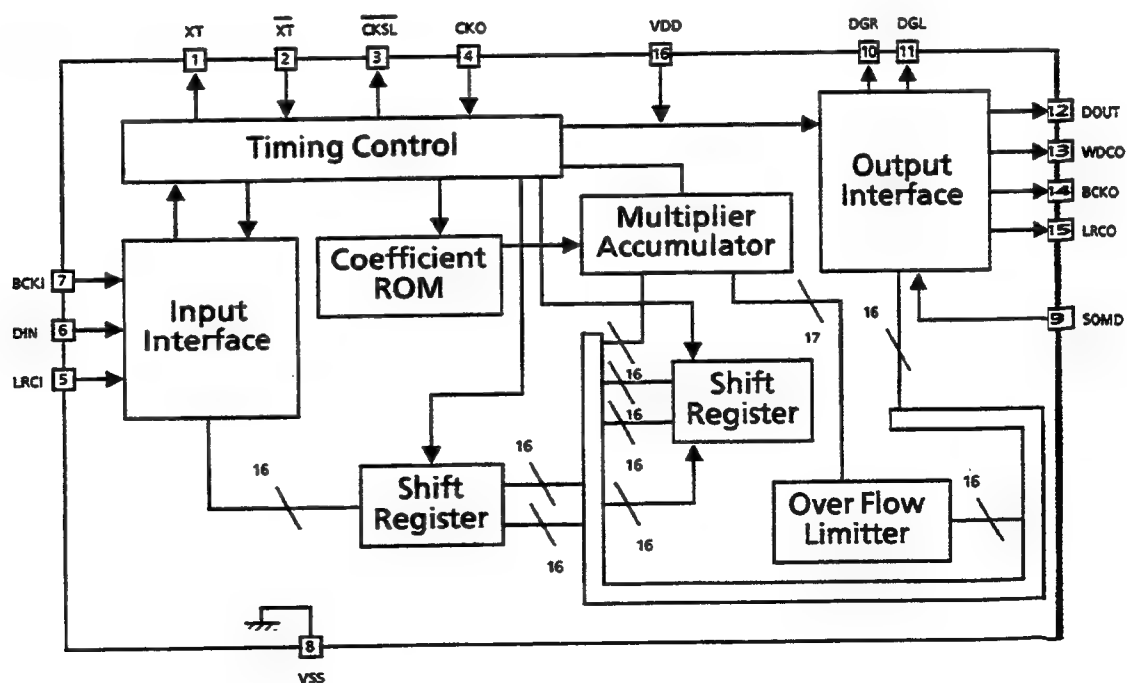 XT
XT
CKSL
CKO
VDD
DGR
DGL
1
2
3
4
16
10
11
12
DOUT
13
WDCO
14
BCKO
15
LRCO
9
SOMD
Timing Control
Output
Interface
Multiplier
Accumulator
Coefficient
ROM
Input
Interface
BCKI
7
DIN
6
LRCI
5
17
16
16
16
16
16
Shift
Register
16
16
16
Shift
Register
Over Flow
Limitter
16
8
VSS